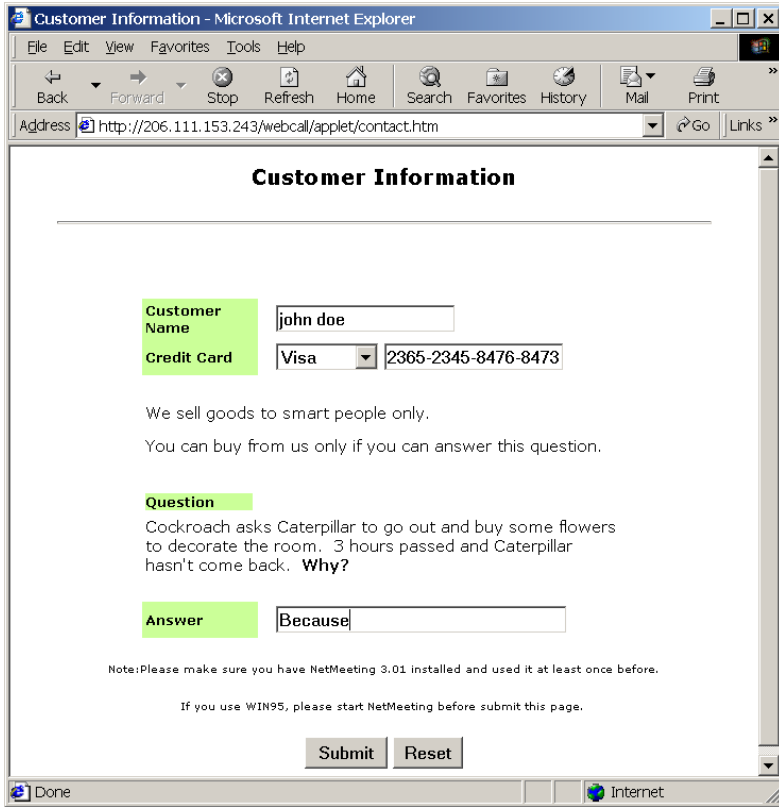 Customer Information - Microsoft Internet Explorer
File Edit View Favorites Tools Help
Back Forward Stop Refresh Home Search Favorites History Mail Print »
Address http://206.111.153.243/webcall/applet/contact.htm Go Links »
Customer Information
Customer
Name
john doe
Credit Card Visa 2365-2345-8476-8473
We sell goods to smart people only.
You can buy from us only if you can answer this question.
Question
Cockroach asks Caterpillar to go out and buy some flowers
to decorate the room. 3 hours passed and Caterpillar
hasn't come back. Why?
Answer Because
Note:Please make sure you have NetMeeting 3.01 installed and used it at least once before.
If you use WIN95, please start NetMeeting before submit this page.
Submit Reset
Done Internet